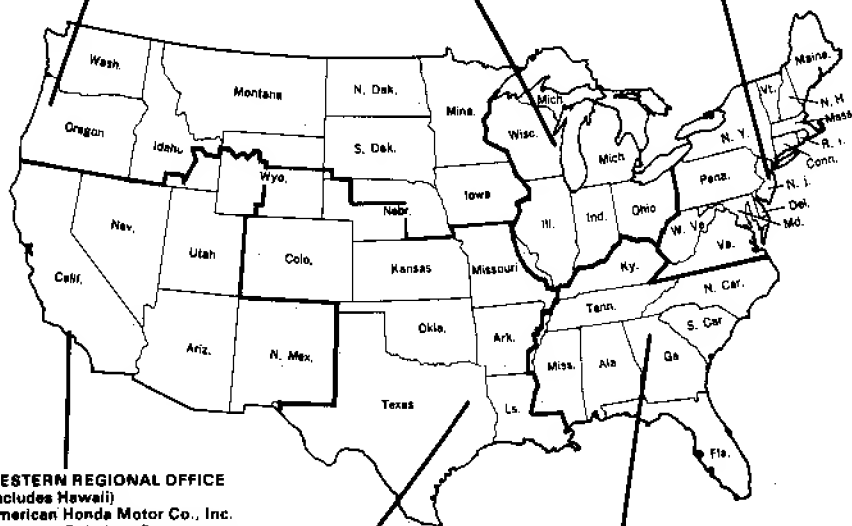 Wash.
Montana
N. Dak.
Minn.
Mich
Maine.
Vt.
N. H
Mass
Oregon
Idaho
S. Dak.
Wisc.
Mich
N. Y.
R. I.
Conn.
Wyo.
Iowa
Penna.
N. J.
Nebr.
Ill.
Ind.
Ohio
Del.
Md.
Nev.
Utah
Colo.
Kansas
Missouri
Ky.
W. Va
Va.
Calif.
N. Car.
Tenn.
Ariz.
N. Mex.
Okla.
Ark.
S. Car
Miss.
Ala
Ga
Texas
La.
Fla.
ESTERN REGIONAL OFFICE
ncludes Hawaii)
merican Honda Motor Co., Inc.